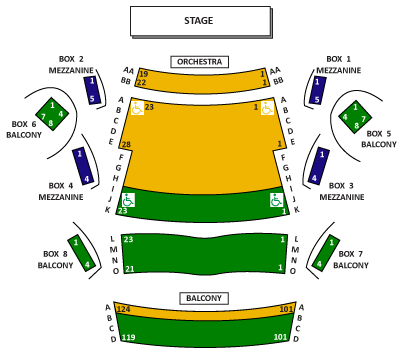 STAGE
ORCHESTRA
BOX 2
MEZZANINE
BOX 1
MEZZANINE
AA 19 1 AA
BB 22 1 BB
1
5
1
5
A 23 1 A
B B
C C
D D
E 28 1 E
1 4
7 8
BOX 6
BALCONY
1
4 7
8
BOX 5
BALCONY
F F
G G
H H
I I
J J
K 23 1 K
1
4
BOX 4
MEZZANINE
1
4
BOX 3
MEZZANINE
L 23 1 L
M M
N N
O 21 1 O
1
4
BOX 8
BALCONY
1
4
BOX 7
BALCONY
BALCONY
A 124 101 A
B B
C C
D 119 101 D